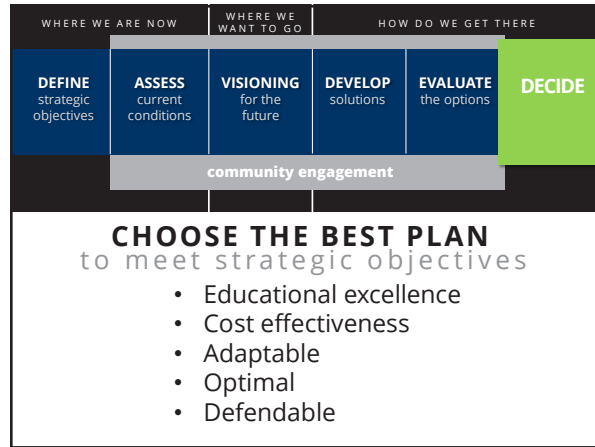 WHERE WE ARE NOW
WHERE WE
WANT TO GO
HOW DO WE GET THERE
DEFINE
strategic
objectives
ASSESS
current
conditions
VISIONING
for the
future
DEVELOP
solutions
EVALUATE
the options
DECIDE
community engagement
CHOOSE THE BEST PLAN
to meet strategic objectives
• Educational excellence
• Cost effectiveness
• Adaptable
• Optimal
• Defendable